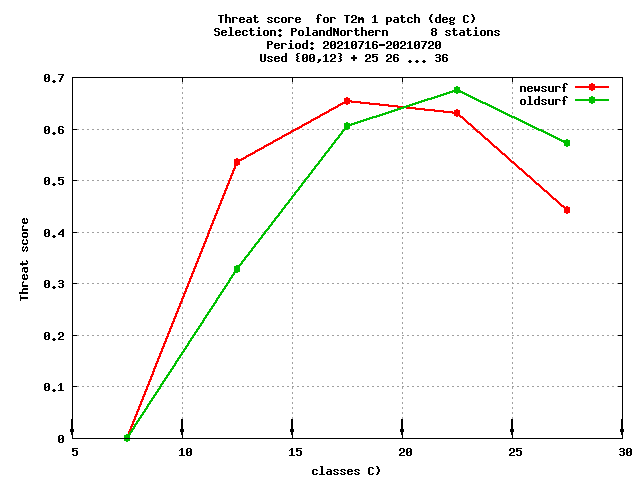 Threat score  for T2m 1 patch (deg C)
Selection: PolandNorthern      8 stations
Period: 20210716-20210720
Used {00,12} + 25 26 ... 36
0.7
0.6
0.5
0.4
0.3
0.2
0.1
0
Threat score
newsurf
oldsurf
5 10 15 20 25 30
classes C)